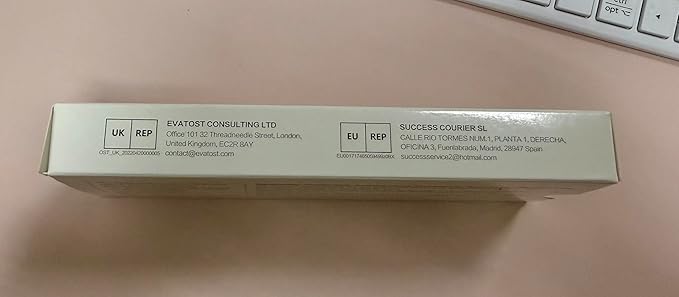 ctrl
opt ⌥
UK REP
EVATOST CONSULTING LTD
Office 101 32 Threadneedle Street, London,
United Kingdom, EC2R 8AY
contact@evatost.com
EU REP
SUCCESS COURIER SL
CALLE RIO TORMES NUM.1, PLANTA 1, DERECHA,
OFICINA 3, Fuenlabrada, Madrid, 28947 Spain
successservice2@hotmail.com